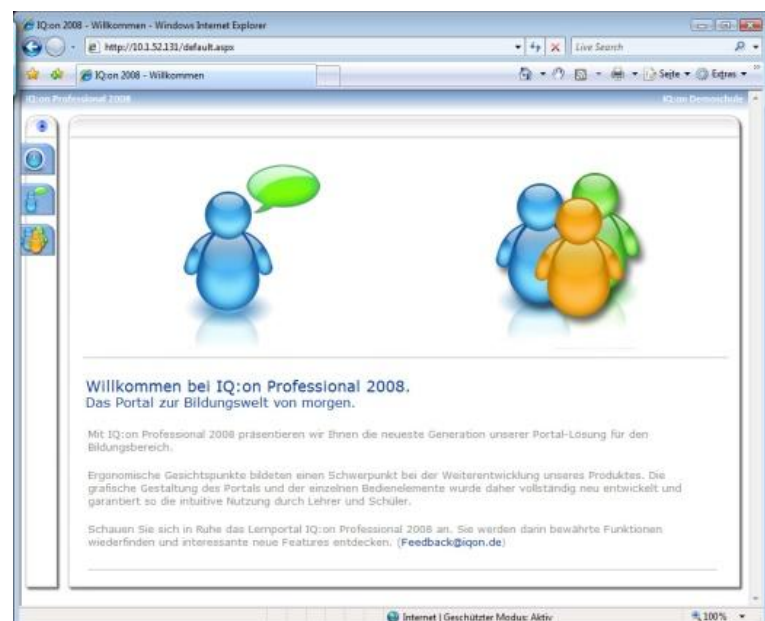 IQ:on 2008 - Willkommen - Windows Internet Explorer
http://10.1.52.131/default.aspx
Live Search
IQ:on 2008 - Willkommen
Seite
Extras
IQ:on Professional 2008
IQ:on Demoschule
Willkommen bei IQ:on Professional 2008.
Das Portal zur Bildungswelt von morgen.
Mit IQ:on Professional 2008 präsentieren wir Ihnen die neueste Generation unserer Portal-Lösung für den
Bildungsbereich.
Ergonomische Gesichtspunkte bildeten einen Schwerpunkt bei der Weiterentwicklung unseres Produktes. Die
grafische Gestaltung des Portals und der einzelnen Bedienelemente wurde daher vollständig neu entwickelt und
garantiert so die intuitive Nutzung durch Lehrer und Schüler.
Schauen Sie sich in Ruhe das Lernportal IQ:on Professional 2008 an. Sie werden darin bewährte Funktionen
wiederfinden und interessante neue Features entdecken. (Feedback@iqon.de)
Internet | Geschützter Modus: Aktiv
100%